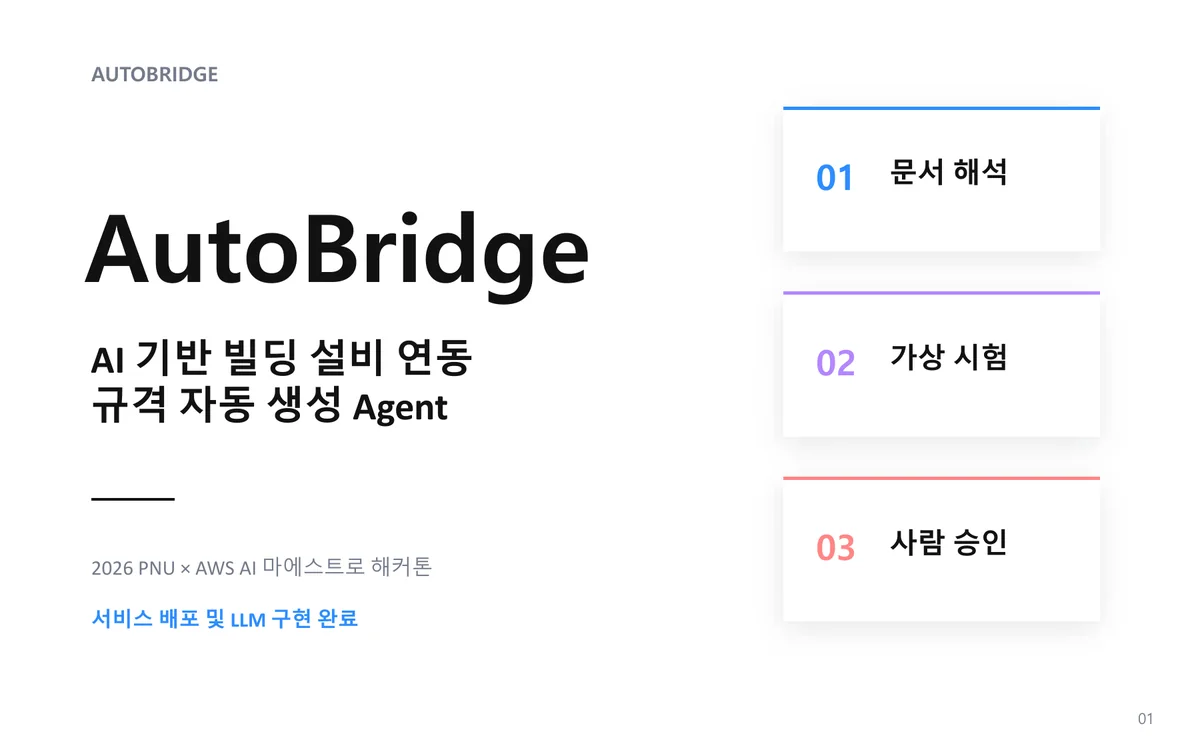 AUTOBRIDGE
AutoBridge
AI 기반 빌딩 설비 연동
규격 자동 생성 Agent
2026 PNU × AWS AI 마에스트로 해커톤
서비스 배포 및 LLM 구현 완료
01 문서 해석
02 가상 시험
03 사람 승인
01